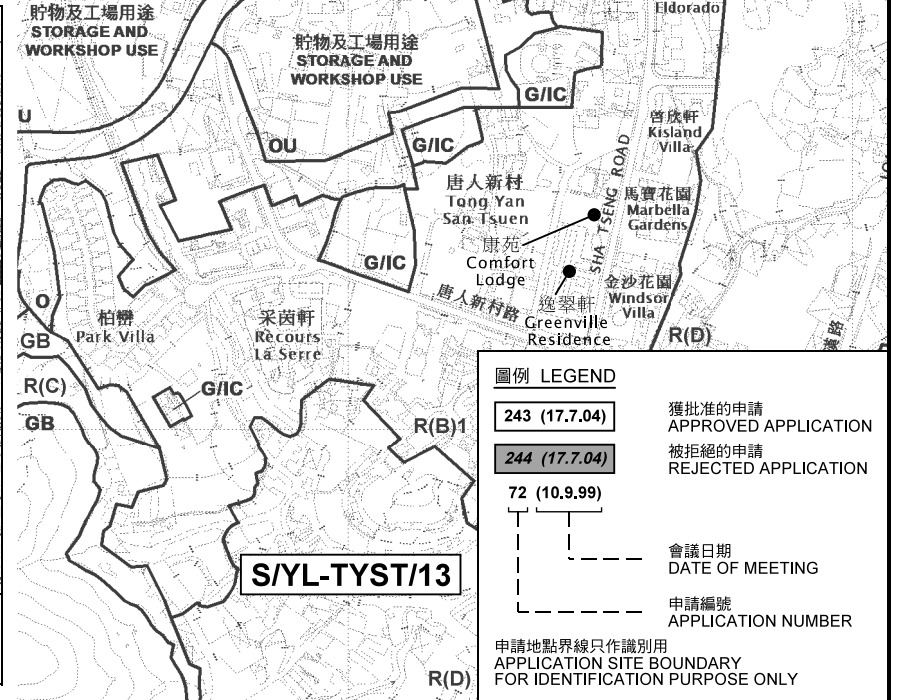 貯物及工場用途
STORAGE AND
WORKSHOP USE
貯物及工場用途
STORAGE AND
WORKSHOP USE
Eldorado
G/IC
U
OU
G/IC
啓欣軒
Kisland
Villa
唐人新村
Tong Yan
San Tsuen
SHA TSENG ROAD
馬寶花園
Marbella
Gardens
康苑
Comfort
Lodge
G/IC
唐人新村路
逸翠軒
Greenville
Residence
金沙花園
Windsor
Villa
O
柏巒
Park Villa
采茵軒
Recours
La Serre
GB
R(D)
R(C)
G/IC
GB
R(B)1
S/YL-TYST/13
R(D)
圖例 LEGEND
243 (17.7.04)
獲批准的申請
APPROVED APPLICATION
244 (17.7.04)
被拒絕的申請
REJECTED APPLICATION
72 (10.9.99)
會議日期
DATE OF MEETING
申請編號
APPLICATION NUMBER
申請地點界線只作識別用
APPLICATION SITE BOUNDARY
FOR IDENTIFICATION PURPOSE ONLY